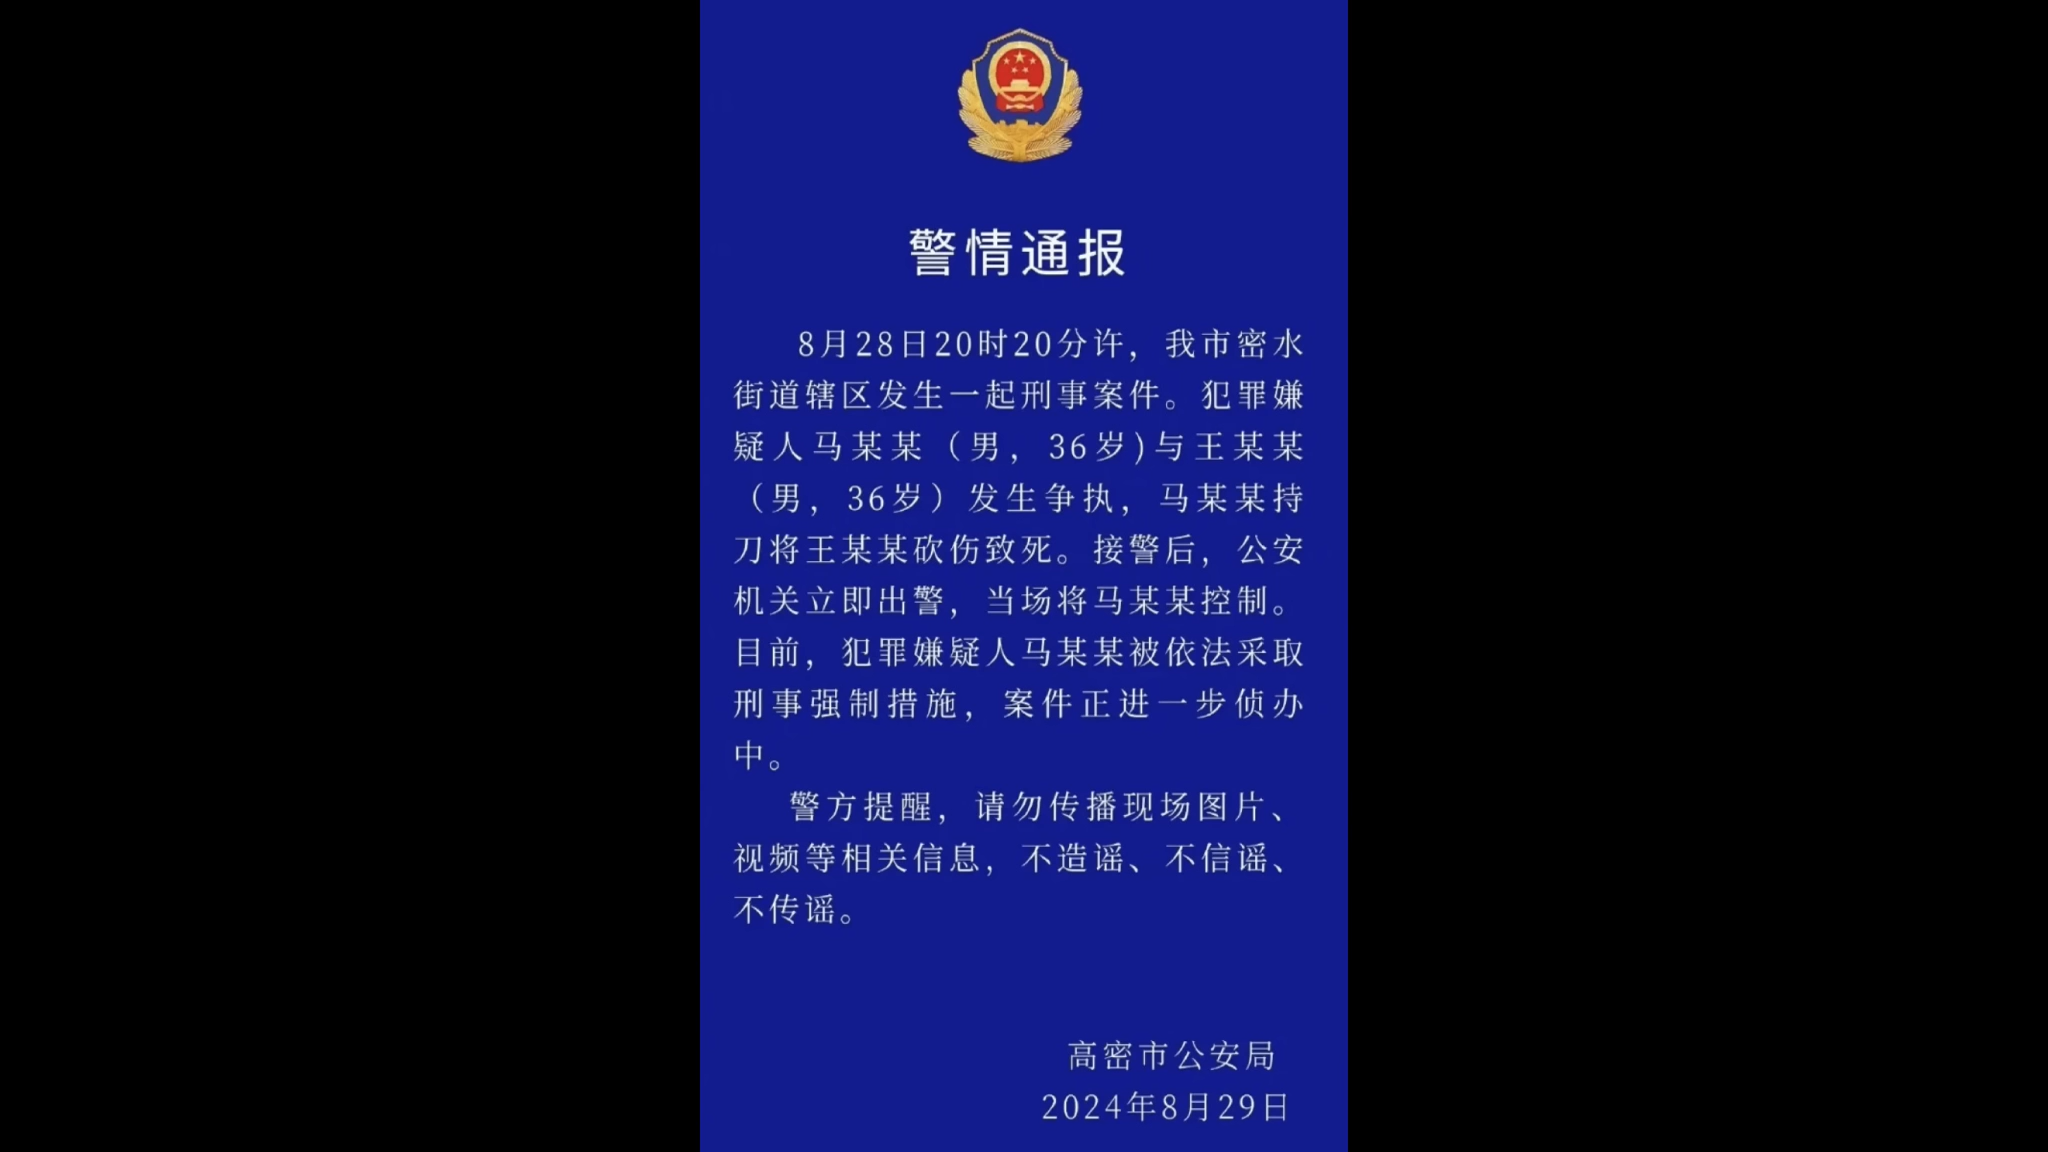 警情通报
8月28日20时20分许，我市密水
街道辖区发生一起刑事案件。犯罪嫌
疑人马某某（男，36岁)与王某某
（男，36岁）发生争执，马某某持
刀将王某某砍伤致死。接警后，公安
机关立即出警，当场将马某某控制。
目前，犯罪嫌疑人马某某被依法采取
刑事强制措施，案件正进一步侦办
中。
警方提醒，请勿传播现场图片、
视频等相关信息，不造谣、不信谣、
不传谣。
高密市公安局
2024年8月29日